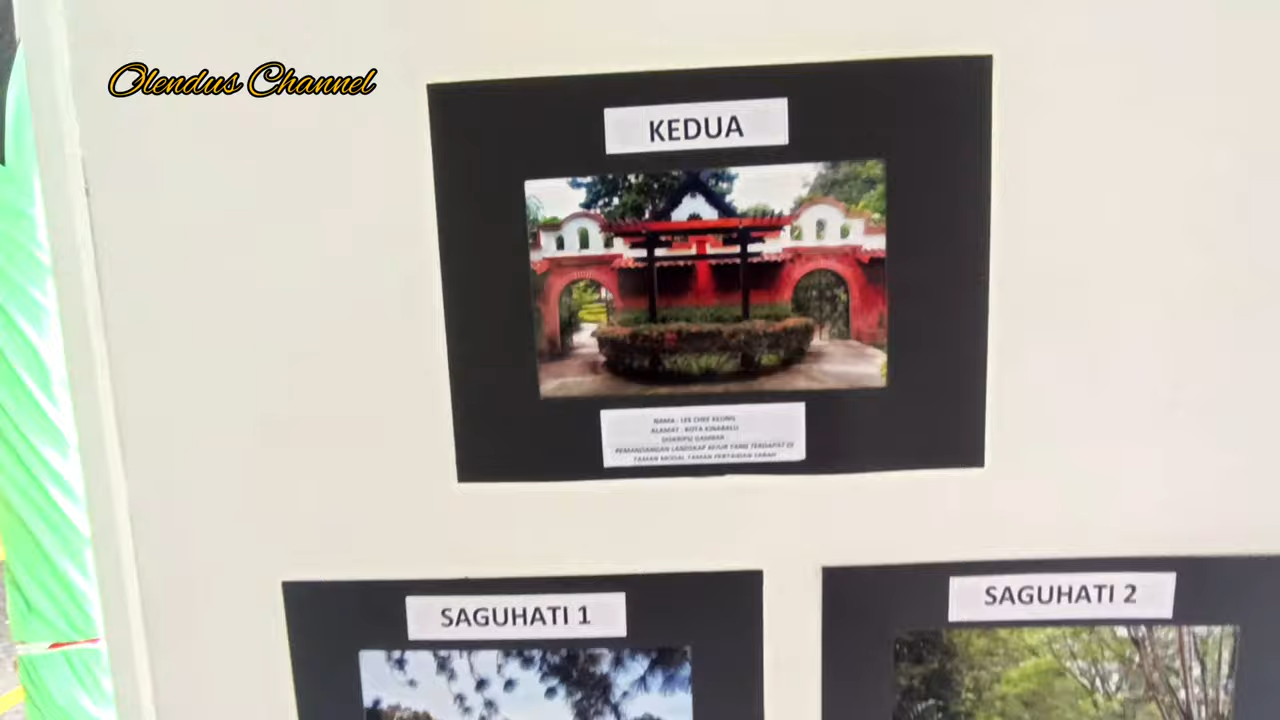 Olendus Channel
KEDUA
NAMA : LEE CHEE KEONG
ALAMAT : KOTA KINABALU
GAMBAR
PEMANDANGAN LANDSKAP KEJUR YANG TERDAPAT DI
TAMAN MODAL TAMAN PERTANIAN SABAH
SAGUHATI 1
SAGUHATI 2